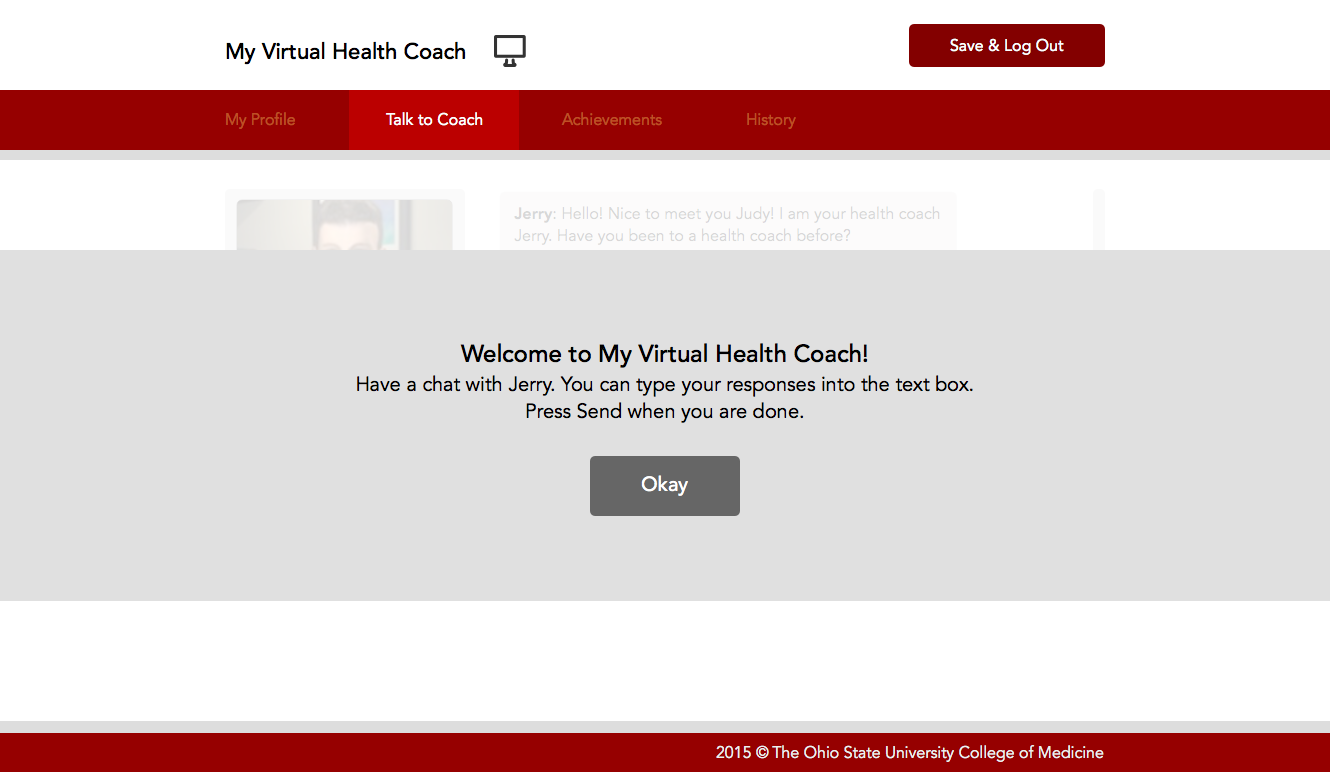 My Virtual Health Coach
Save & Log Out
My Profile
Talk to Coach
Achievements
History
Jerry: Hello! Nice to meet you Judy! I am your health coach
Jerry. Have you been to a health coach before?
Welcome to My Virtual Health Coach!
Have a chat with Jerry. You can type your responses into the text box.
Press Send when you are done.
Okay
2015 © The Ohio State University College of Medicine